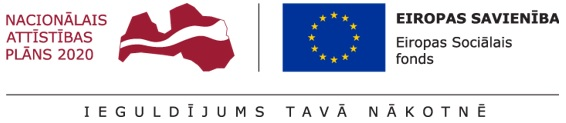 NACIONĀLAIS
ATTĪSTĪBAS
PLĀNS 2020
EIROPAS SAVIENĪBA
Eiropas Sociālais
fonds
IEGULDĪJUMS TAVĀ NĀKOTNĒ